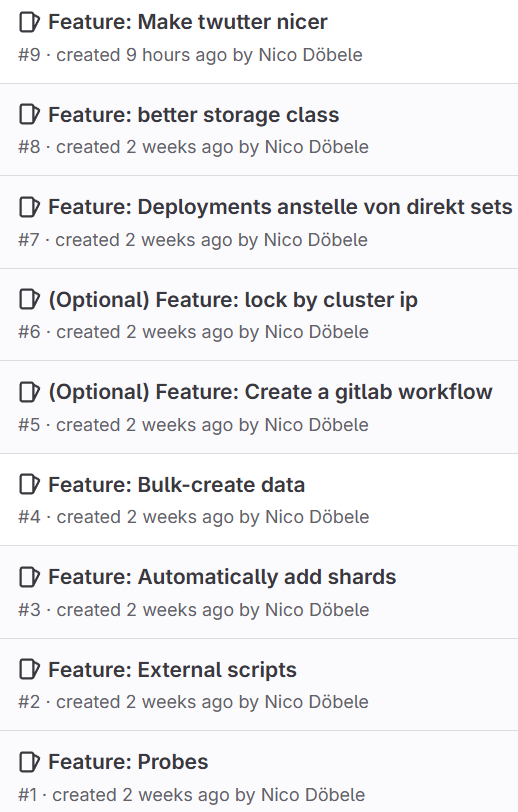 Feature: Make twutter nicer
#9 · created 9 hours ago by Nico Döbele
Feature: better storage class
#8 · created 2 weeks ago by Nico Döbele
Feature: Deployments anstelle von direkt sets
#7 · created 2 weeks ago by Nico Döbele
(Optional) Feature: lock by cluster ip
#6 · created 2 weeks ago by Nico Döbele
(Optional) Feature: Create a gitlab workflow
#5 · created 2 weeks ago by Nico Döbele
Feature: Bulk-create data
#4 · created 2 weeks ago by Nico Döbele
Feature: Automatically add shards
#3 · created 2 weeks ago by Nico Döbele
Feature: External scripts
#2 · created 2 weeks ago by Nico Döbele
Feature: Probes
#1 · created 2 weeks ago by Nico Döbele